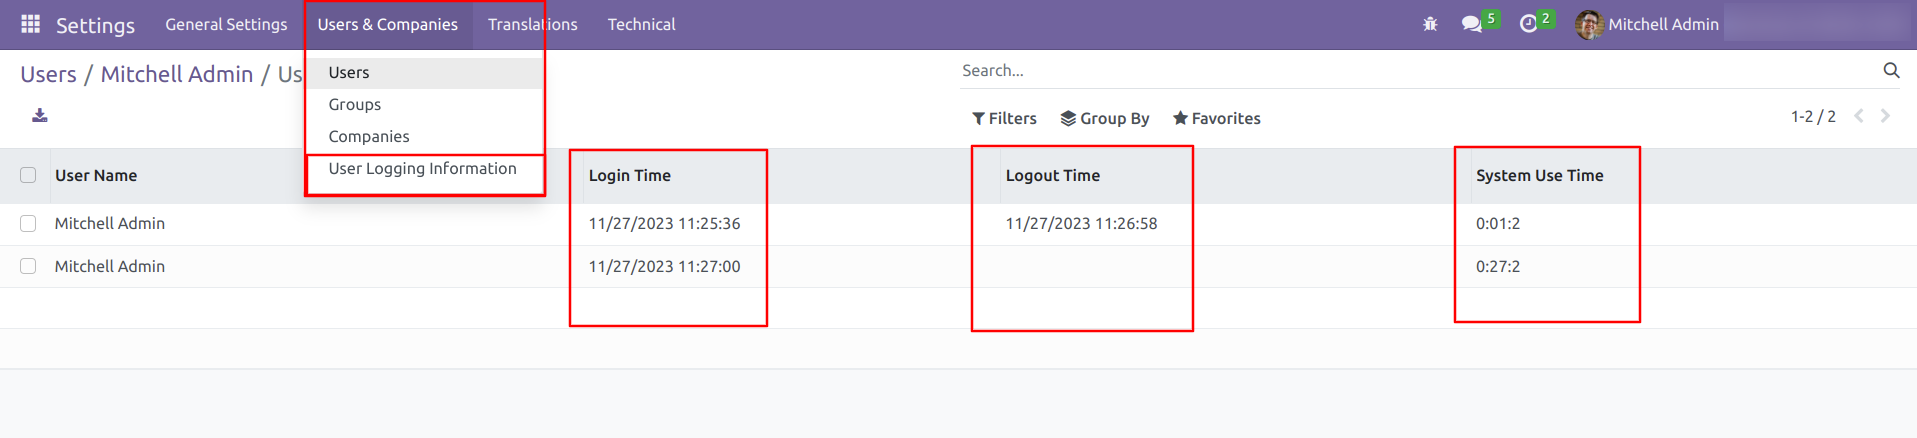 Settings General Settings Users & Companies Translations Technical 5 2 Mitchell Admin
Users / Mitchell Admin / Us
Search...
Users
Groups
Companies
User Logging Information
Filters Group By Favorites 1-2 / 2
User Name Login Time Logout Time System Use Time
Mitchell Admin 11/27/2023 11:25:36 11/27/2023 11:26:58 0:01:2
Mitchell Admin 11/27/2023 11:27:00 0:27:2